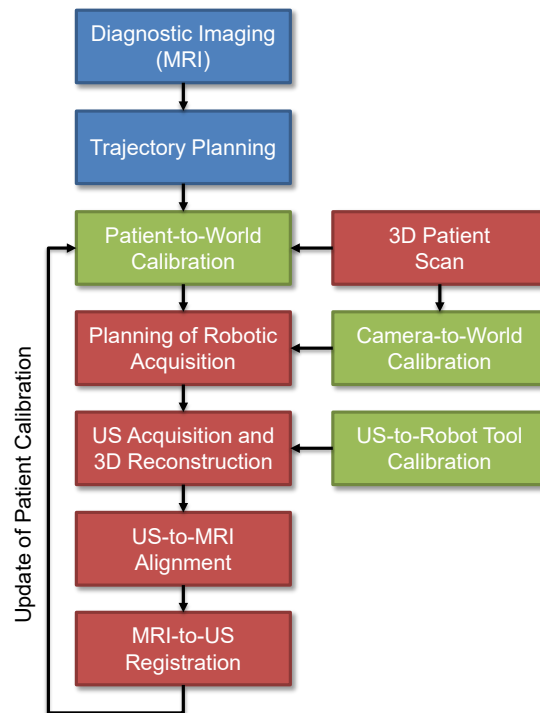 Diagnostic Imaging
(MRI)
Trajectory Planning
Patient-to-World
Calibration
3D Patient
Scan
Planning of Robotic
Acquisition
Camera-to-World
Calibration
US Acquisition and
3D Reconstruction
US-to-Robot Tool
Calibration
US-to-MRI
Alignment
MRI-to-US
Registration
Update of Patient Calibration